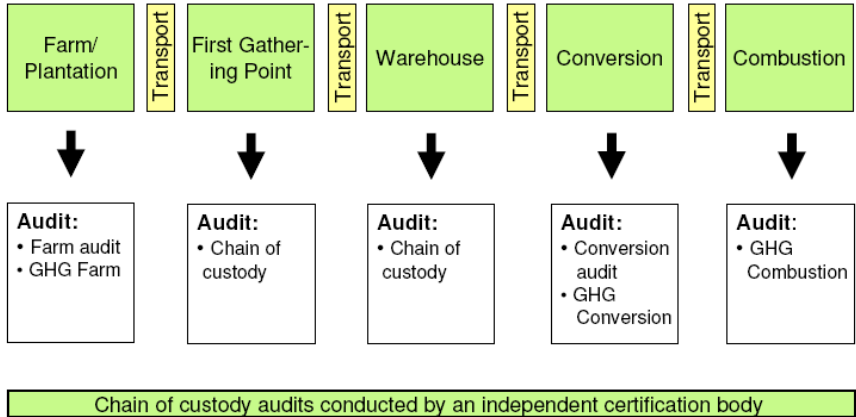 Farm/
Plantation
Transport
First Gather-
ing Point
Transport
Warehouse
Transport
Conversion
Transport
Combustion
Audit:
• Farm audit
• GHG Farm
Audit:
• Chain of
custody
Audit:
• Chain of
custody
Audit:
• Conversion
audit
• GHG
Conversion
Audit:
• GHG
Combustion
Chain of custody audits conducted by an independent certification body